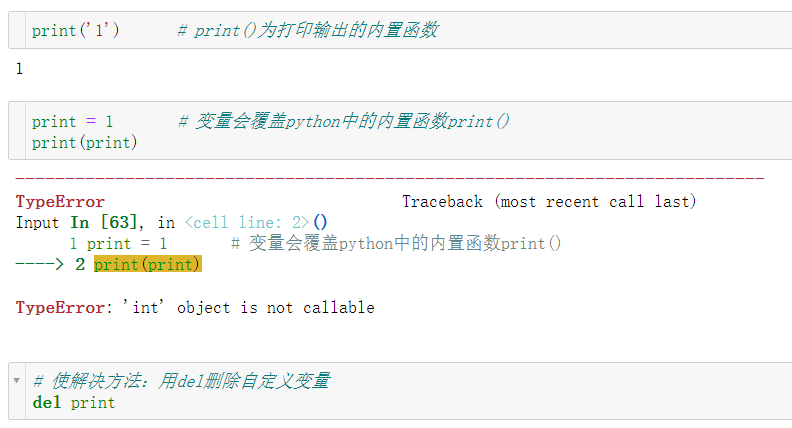 print('1')      # print()为打印输出的内置函数
1
print = 1      # 变量会覆盖python中的内置函数print()
print(print)
---------------------------------------------------------------------------
TypeError                                 Traceback (most recent call last)
Input In [63], in <cell line: 2>()
      1 print = 1      # 变量会覆盖python中的内置函数print()
----> 2 print(print)
TypeError: 'int' object is not callable
# 使解决方法：用del删除自定义变量
del print